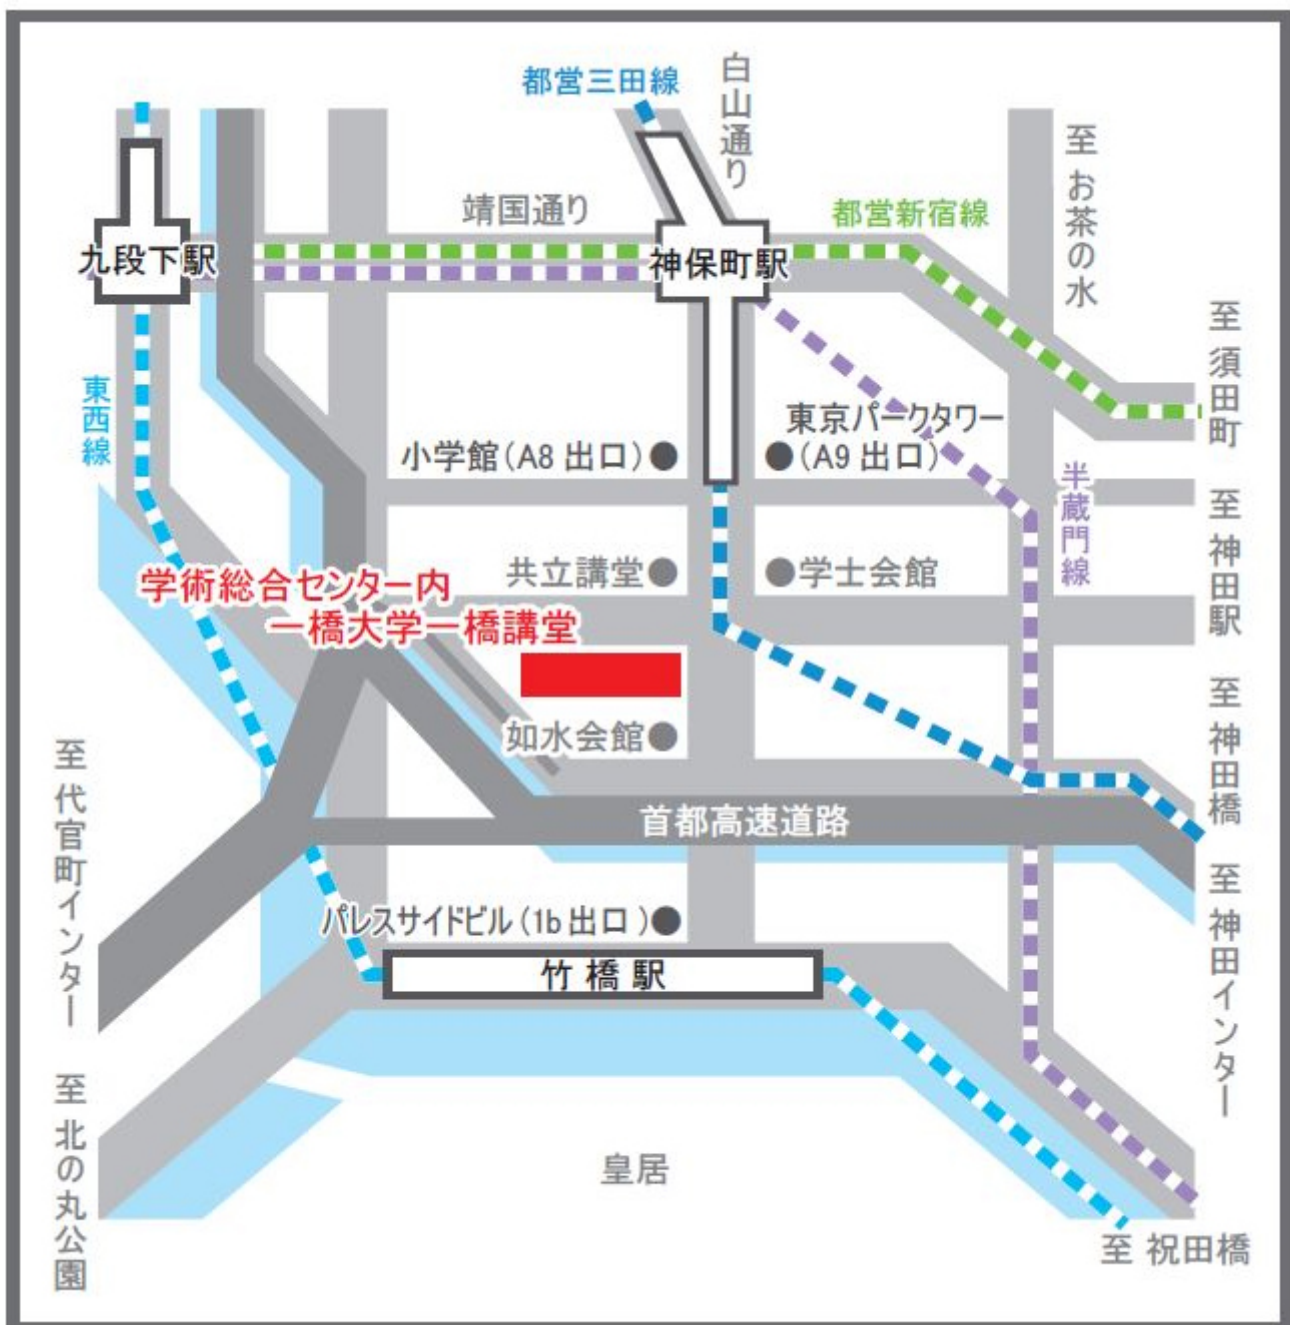 都営三田線
白山通り
至 お茶の水
靖国通り
都営新宿線
九段下駅
神保町駅
至 須田町
東西線
東京パークタワー
小学館(A8 出口)●
●(A9 出口)
半蔵門線
至 神田駅
共立講堂●
●学士会館
学術総合センター内
一橋大学一橋講堂
如水会館●
至 神田橋
至 代官町インター
首都高速道路
至 神田インター
パレスサイドビル(1b 出口 )●
竹 橋 駅
至 北の丸公園
皇居
至 祝田橋